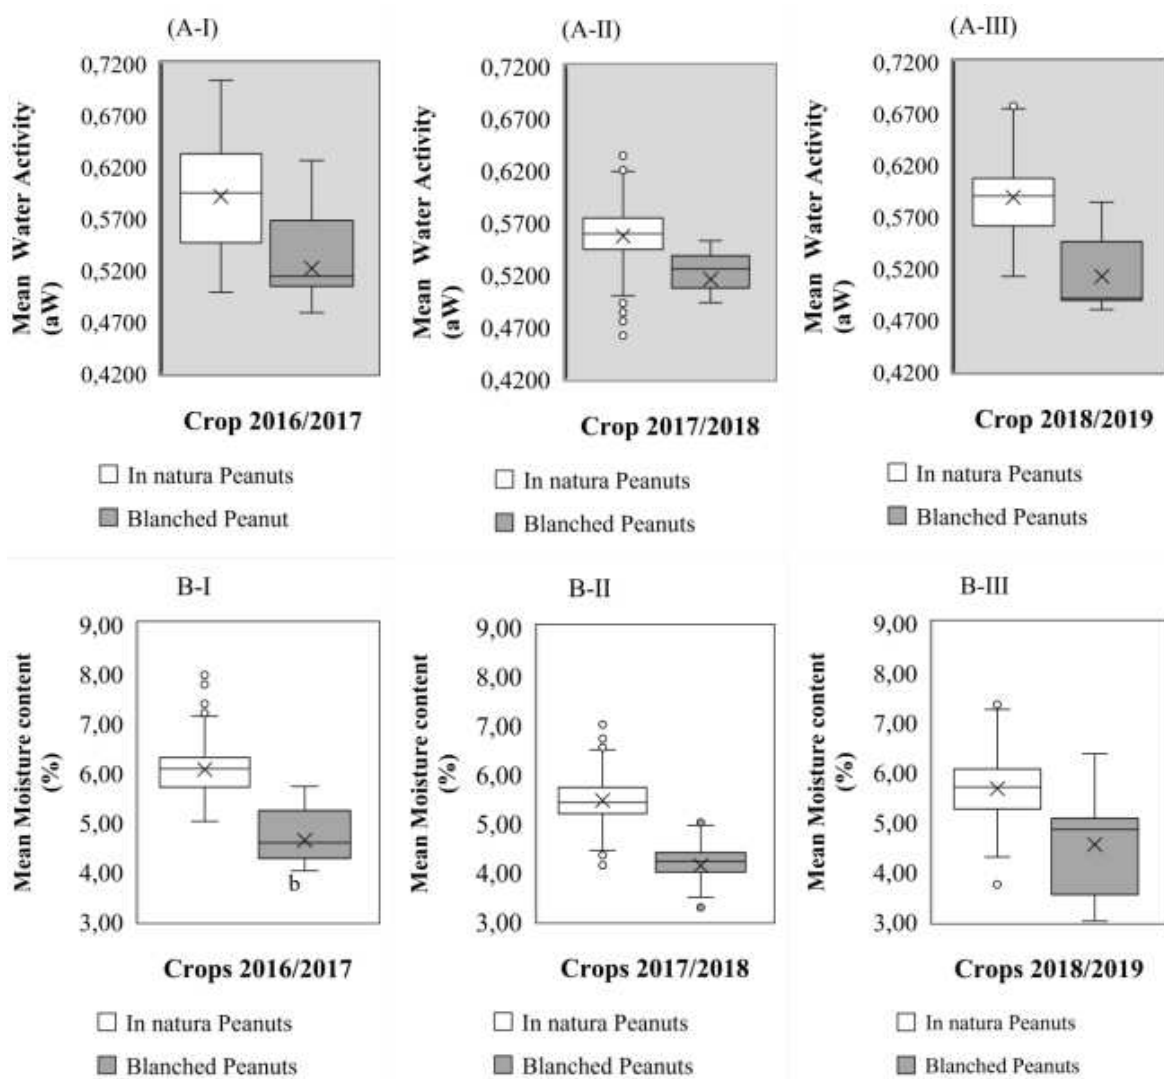 (A-I)
0,7200
0,6700
0,6200
0,5700
0,5200
0,4700
0,4200
Mean Water Activity
(aW)
Crop 2016/2017
In natura Peanuts
Blanched Peanut
(A-II)
0,7200
0,6700
0,6200
0,5700
0,5200
0,4700
0,4200
Mean Water Activity
(aW)
Crop 2017/2018
In natura Peanuts
Blanched Peanuts
(A-III)
0,7200
0,6700
0,6200
0,5700
0,5200
0,4700
0,4200
Mean Water Activity
(aW)
Crop 2018/2019
In natura Peanuts
Blanched Peanuts
B-I
9,00
8,00
7,00
6,00
5,00
4,00
3,00
Mean Moisture content
(%)
b
Crops 2016/2017
In natura Peanuts
Blanched Peanuts
B-II
9,00
8,00
7,00
6,00
5,00
4,00
3,00
Mean Moisture content
(%)
Crops 2017/2018
In natura Peanuts
Blanched Peanuts
B-III
9,00
8,00
7,00
6,00
5,00
4,00
3,00
Mean Moisture content
(%)
Crops 2018/2019
In natura Peanuts
Blanched Peanuts